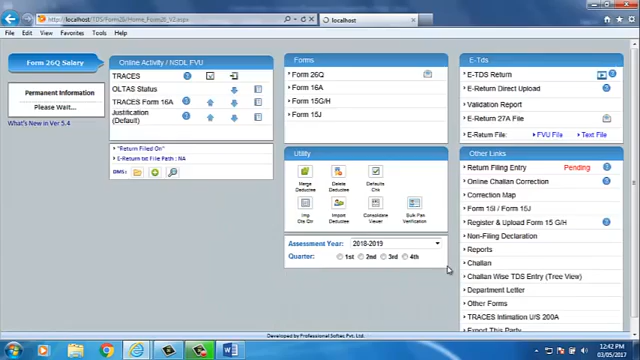 localhost/TDS/Form26/Home_Form26_V2.aspx
localhost
File Edit View Favorites Tools Help
Form 26Q Salary
Permanent Information
Please Wait...
What's New in Ver 5.4
Online Activity / NSDL FVU
TRACES
OLTAS Status
TRACES Form 16A
Justification
(Default)
"Return Filed On"
E-Return txt File Path : NA
DMS:
Forms
Form 26Q
Form 16A
Form 15G/H
Form 15J
Utility
Merge
Deductee
Delete
Deductee
Defaults
Chk
Imp
Import
Deductee
Consolidate
Viewer
Bulk Pan
Verification
Assessment Year: 2018-2019
Quarter: 1st 2nd 3rd 4th
E-Tds
E-TDS Return
E-Return Direct Upload
Validation Report
E-Return 27A File
E-Return File: FVU File Text File
Other Links
Return Filing Entry Pending
Online Challan Correction
Correction Map
Form 15I / Form 15J
Register & Upload Form 15 G/H
Non-Filing Declaration
Reports
Challan
Challan Wise TDS Entry (Tree View)
Department Letter
Other Forms
TRACES Intimation U/S 200A
Export This Party
Developed by Professional Softec Pvt. Ltd.
12:42 PM